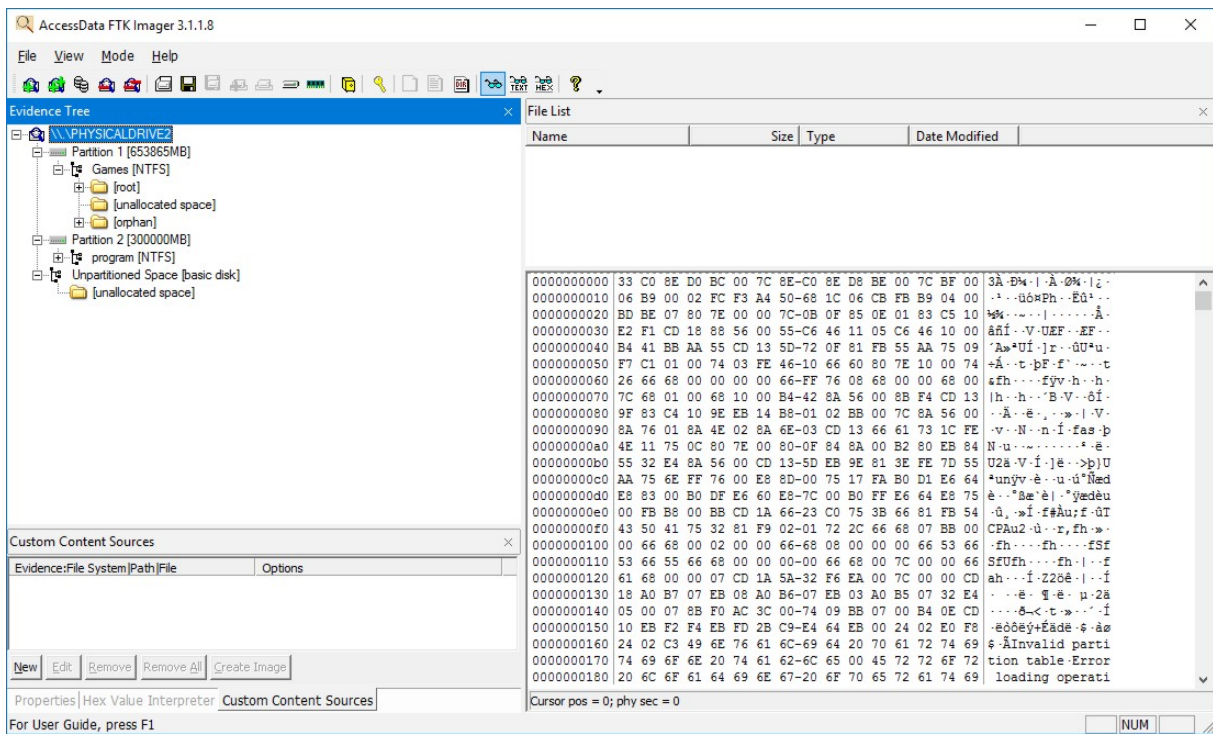 AccessData FTK Imager 3.1.1.8
File View Mode Help
Evidence Tree
\\.\PHYSICALDRIVE2
Partition 1 [653865MB]
Games [NTFS]
[root]
[unallocated space]
[orphan]
Partition 2 [300000MB]
program [NTFS]
Unpartitioned Space [basic disk]
[unallocated space]
Custom Content Sources
Evidence:File System|Path|File Options
New Edit Remove Remove All Create Image
Properties Hex Value Interpreter Custom Content Sources
For User Guide, press F1
File List
Name Size Type Date Modified
0000000000 33 C0 8E D0 BC 00 7C 8E-C0 8E D8 BE 00 7C BF 00
0000000010 06 B9 00 02 FC F3 A4 50-68 1C 06 CB FB B9 04 00
0000000020 BD BE 07 80 7E 00 00 7C-0B 0F 85 0E 01 83 C5 10
0000000030 E2 F1 CD 18 88 56 00 55-C6 46 11 05 C6 46 10 00
0000000040 B4 41 BB AA 55 CD 13 5D-72 0F 81 FB 55 AA 75 09
0000000050 F7 C1 01 00 74 03 FE 46-10 66 60 80 7E 10 00 74
0000000060 26 66 68 00 00 00 00 66-FF 76 08 68 00 00 68 00
0000000070 7C 68 01 00 68 10 00 B4-42 8A 56 00 8B F4 CD 13
0000000080 9F 83 C4 10 9E EB 14 B8-01 02 BB 00 7C 8A 56 00
0000000090 8A 76 01 8A 4E 02 8A 6E-03 CD 13 66 61 73 1C FE
00000000a0 4E 11 75 0C 80 7E 00 80-0F 84 8A 00 B2 80 EB 84
00000000b0 55 32 E4 8A 56 00 CD 13-5D EB 9E 81 3E FE 7D 55
00000000c0 AA 75 6E FF 76 00 E8 8D-00 75 17 FA B0 D1 E6 64
00000000d0 E8 83 00 B0 DF E6 60 E8-7C 00 B0 FF E6 64 E8 75
00000000e0 00 FB B8 00 BB CD 1A 66-23 C0 75 3B 66 81 FB 54
00000000f0 43 50 41 75 32 81 F9 02-01 72 2C 66 68 07 BB 00
0000000100 00 66 68 00 02 00 00 66-68 08 00 00 00 66 53 66
0000000110 53 66 55 66 68 00 00 00-00 66 68 00 7C 00 00 66
0000000120 61 68 00 00 07 CD 1A 5A-32 F6 EA 00 7C 00 00 CD
0000000130 18 A0 B7 07 EB 08 A0 B6-07 EB 03 A0 B5 07 32 E4
0000000140 05 00 07 8B F0 AC 3C 00-74 09 BB 07 00 B4 0E CD
0000000150 10 EB F2 F4 EB FD 2B C9-E4 64 EB 00 24 02 E0 F8
0000000160 24 02 C3 49 6E 76 61 6C-69 64 20 70 61 72 74 69 $·ÃInvalid parti
0000000170 74 69 6F 6E 20 74 61 62-6C 65 00 45 72 72 6F 72 tion table·Error
0000000180 20 6C 6F 61 64 69 6E 67-20 6F 70 65 72 61 74 69 loading operati
Cursor pos = 0; phy sec = 0
NUM